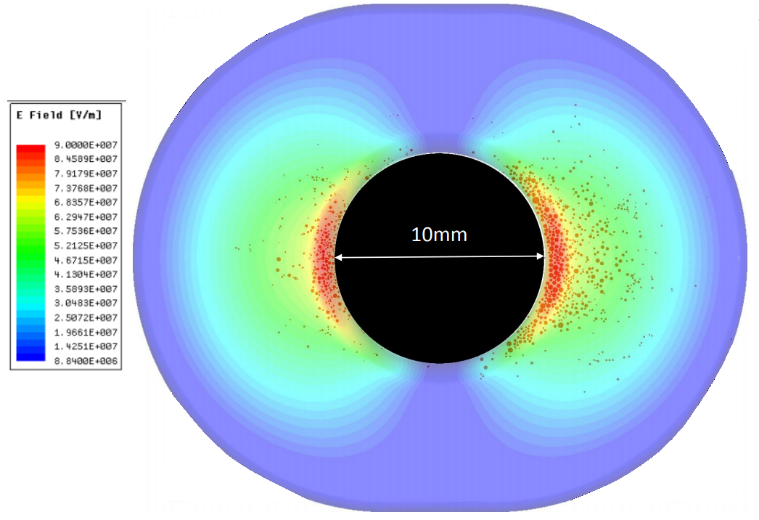 E Field [V/m]
9.0000E+007
8.4589E+007
7.9179E+007
7.3768E+007
6.8357E+007
6.2947E+007
5.7536E+007
5.2125E+007
4.6715E+007
4.1304E+007
3.5893E+007
3.0483E+007
2.5072E+007
1.9661E+007
1.4251E+007
8.8400E+006
10mm